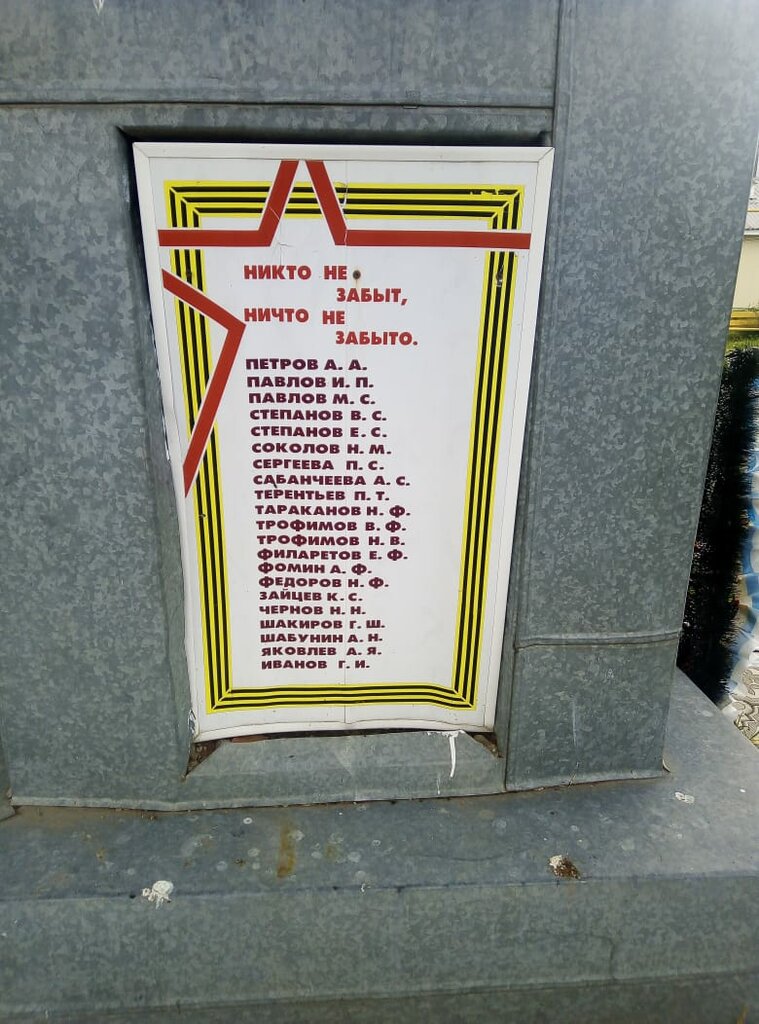 НИКТО НЕ
ЗАБЫТ,
НИЧТО НЕ
ЗАБЫТО.
ПЕТРОВ А. А.
ПАВЛОВ И. П.
ПАВЛОВ М. С.
СТЕПАНОВ В. С.
СТЕПАНОВ Е. С.
СОКОЛОВ Н. М.
СЕРГЕЕВА П. С.
САБАНЧЕЕВА А. С.
ТЕРЕНТЬЕВ П. Т.
ТАРАКАНОВ Н. Ф.
ТРОФИМОВ В. Ф.
ТРОФИМОВ Н. В.
ФИЛАРЕТОВ Е. Ф.
ФОМИН А. Ф.
ФЕДОРОВ Н. Ф.
ЗАЙЦЕВ К. С.
ЧЕРНОВ Н. Н.
ШАКИРОВ Г. Ш.
ШАБУНИН А. Н.
ЯКОВЛЕВ А. Я.
ИВАНОВ Г. И.